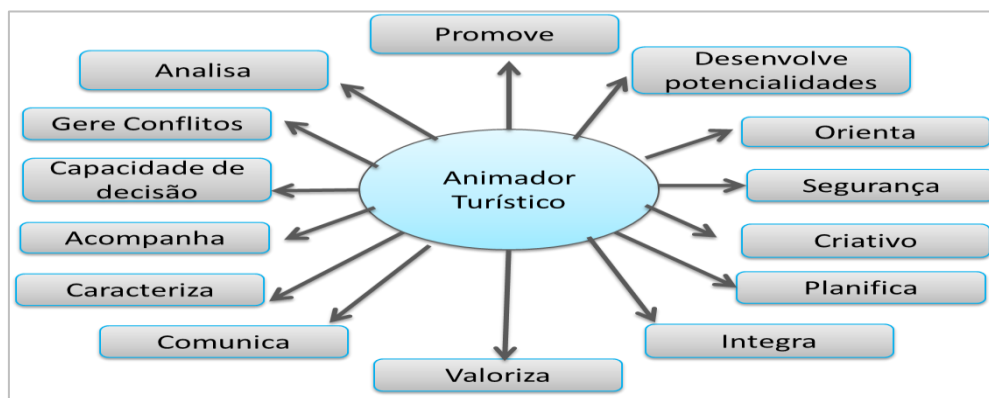 Promove
Desenvolve
potencialidades
Analisa
Gere Conflitos
Orienta
Capacidade de
decisão
Animador
Turístico
Segurança
Acompanha
Criativo
Caracteriza
Planifica
Comunica
Integra
Valoriza